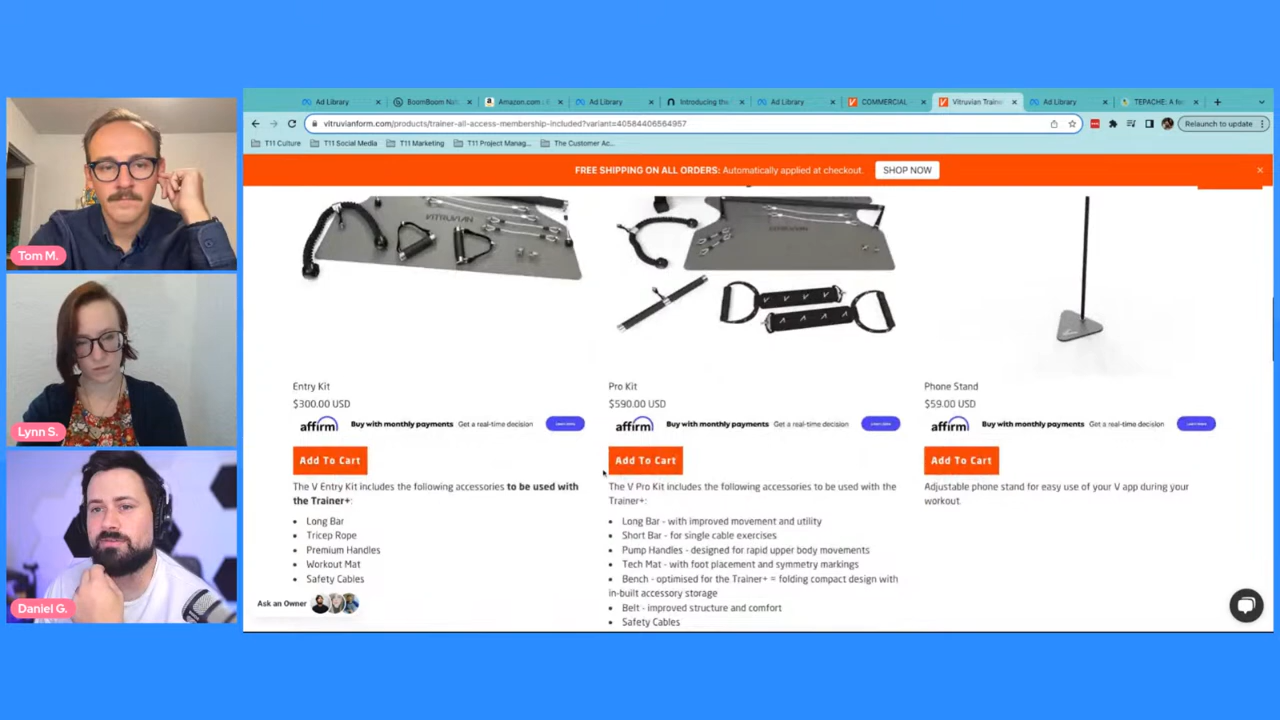 Tom M.
Lynn S.
Daniel G.
Ad Library
BoomBoom Nat
Amazon.com
Ad Library
Introducing the
Ad Library
COMMERCIAL
Vitruvian Traine
Ad Library
TEPACHE: A fe
vitruvianform.com/products/trainer-all-access-membership-included?variant=40584406564957
Relaunch to update
T11 Culture
T11 Social Media
T11 Marketing
T11 Project Manag...
The Customer Ac...
FREE SHIPPING ON ALL ORDERS: Automatically applied at checkout.
SHOP NOW
VITRUVIAN
Entry Kit
$300.00 USD
affirm Buy with monthly payments Get a real-time decision Learn more
Add To Cart
The V Entry Kit includes the following accessories to be used with
the Trainer+:
• Long Bar
• Tricep Rope
• Premium Handles
• Workout Mat
• Safety Cables
Pro Kit
$590.00 USD
affirm Buy with monthly payments Get a real-time decision Learn more
Add To Cart
The V Pro Kit includes the following accessories to be used with the
Trainer+:
• Long Bar - with improved movement and utility
• Short Bar - for single cable exercises
• Pump Handles - designed for rapid upper body movements
• Tech Mat - with foot placement and symmetry markings
• Bench - optimised for the Trainer+ = folding compact design with
in-built accessory storage
• Belt - improved structure and comfort
• Safety Cables
Phone Stand
$59.00 USD
affirm Buy with monthly payments Get a real-time decision Learn more
Add To Cart
Adjustable phone stand for easy use of your V app during your
workout.
Ask an Owner